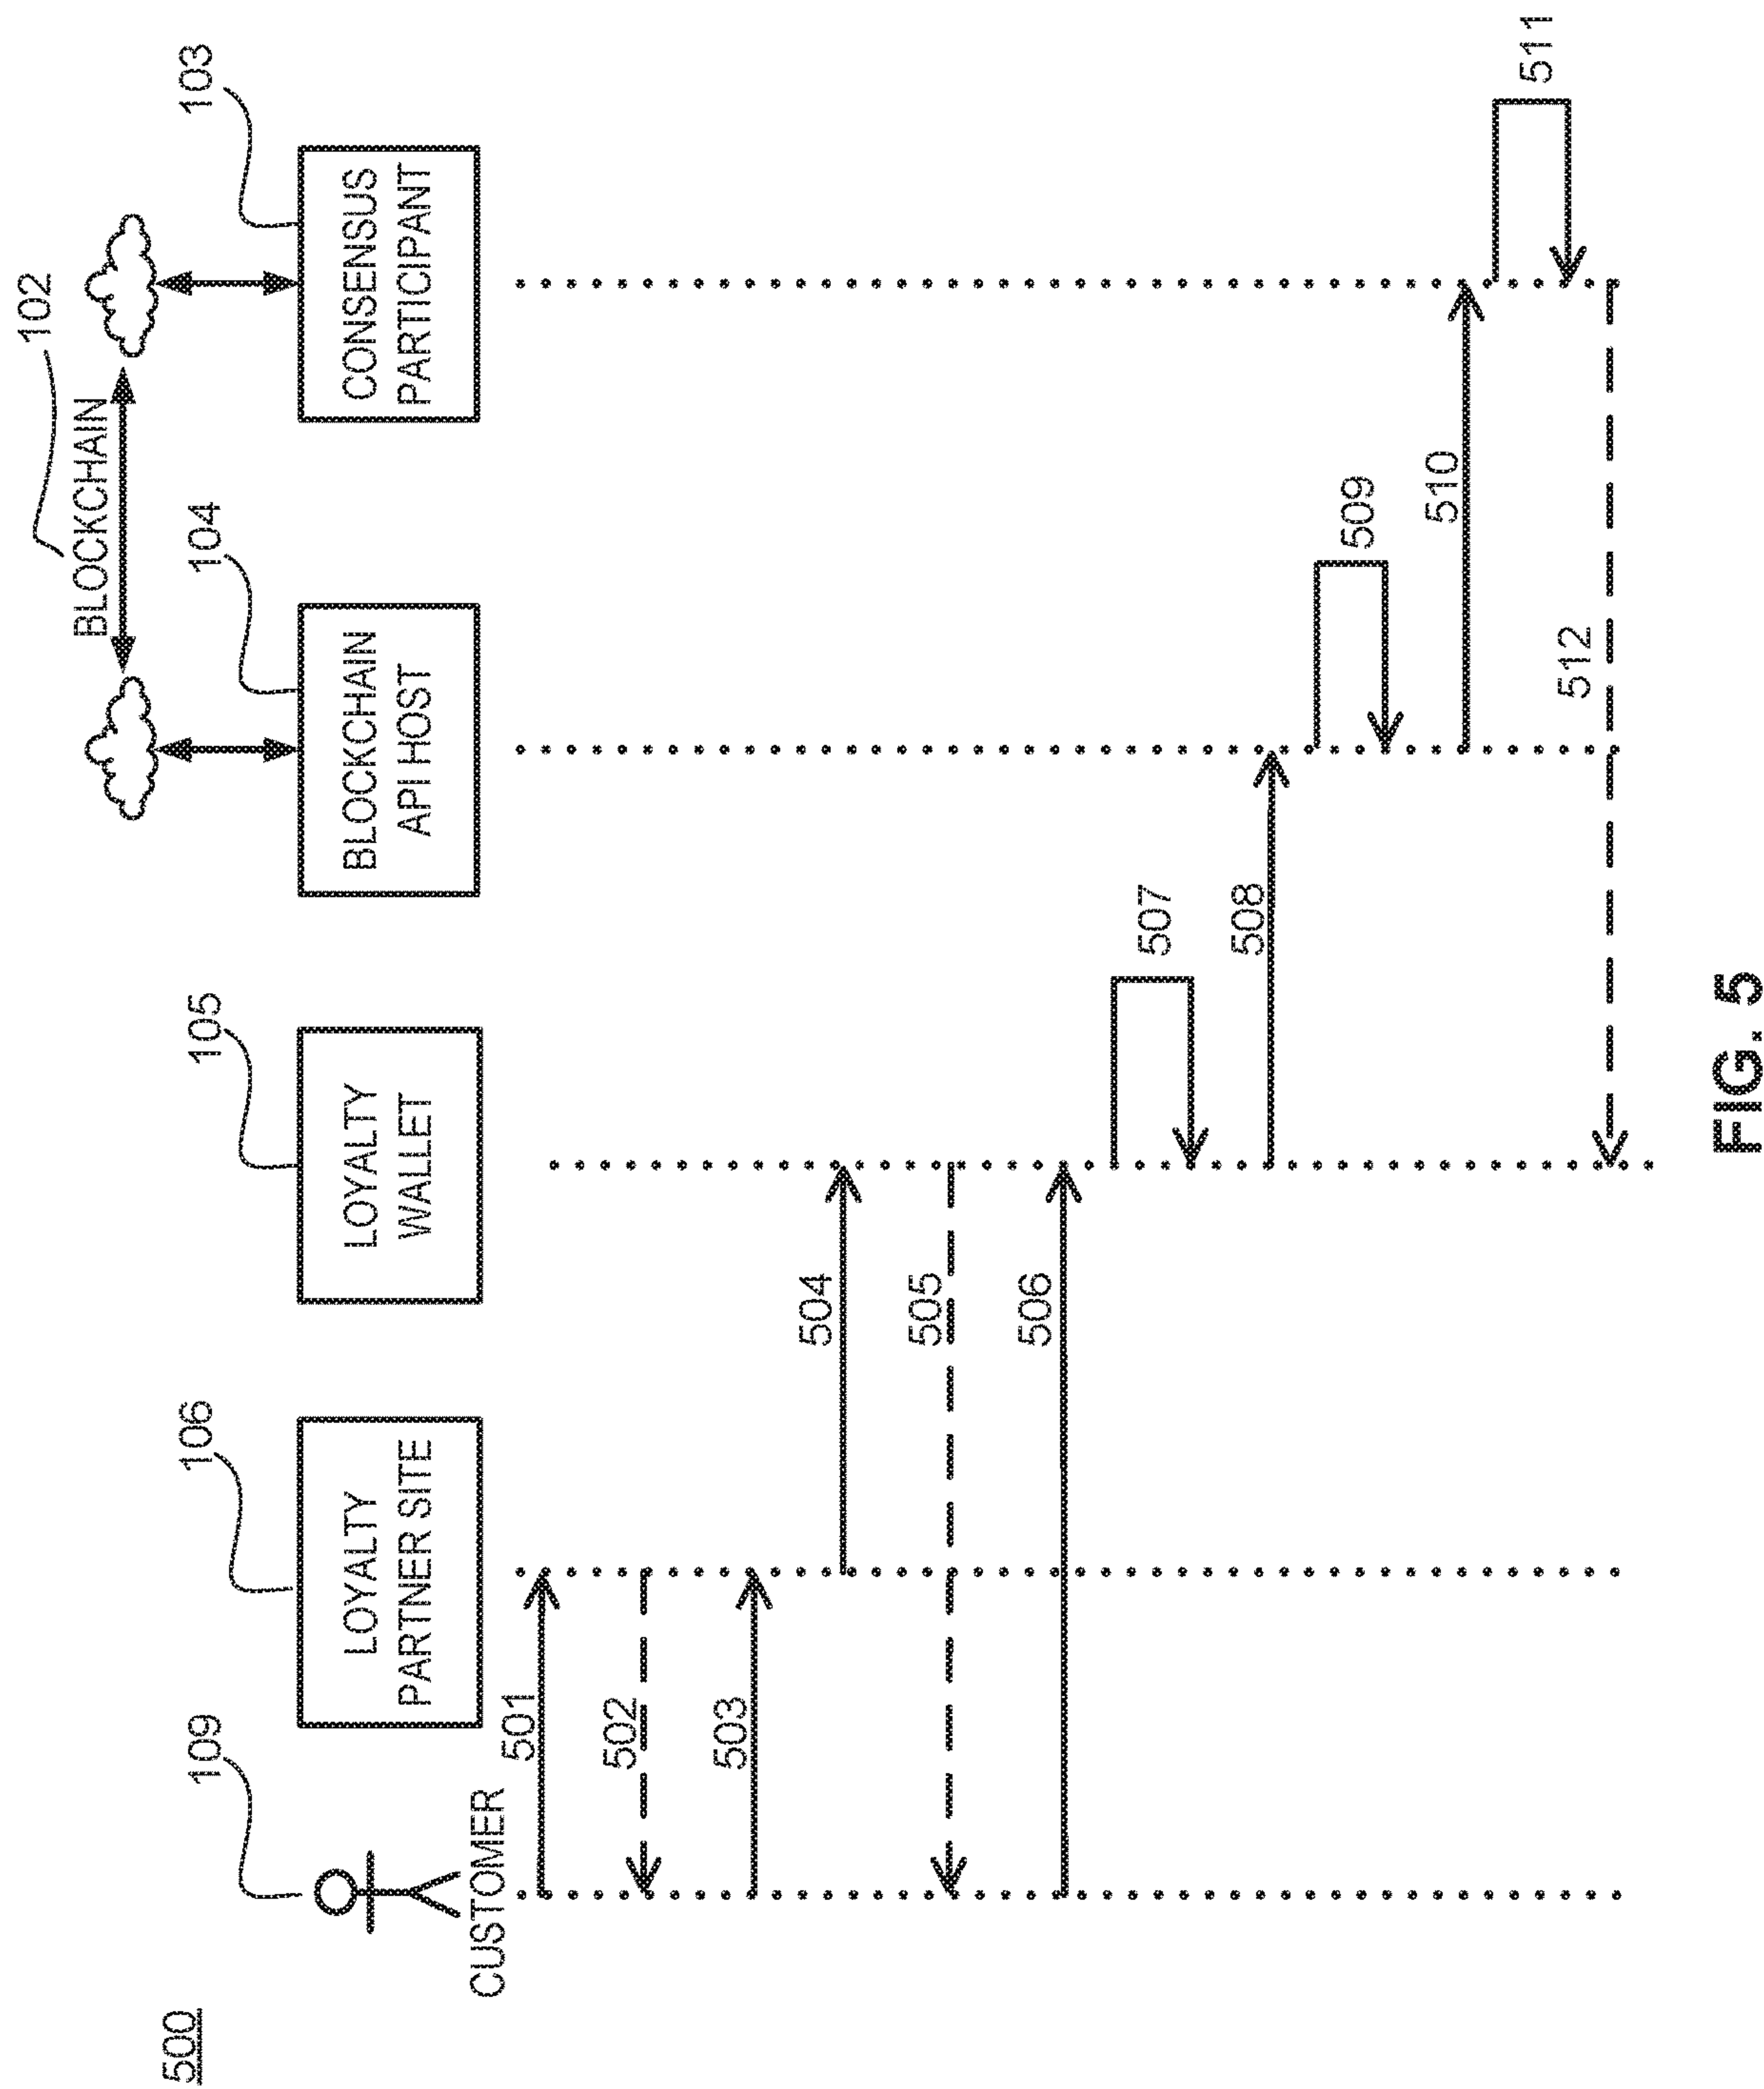 500
102
BLOCKCHAIN
109
106
105
104
103
CUSTOMER
LOYALTY
PARTNER SITE
LOYALTY
WALLET
BLOCKCHAIN
API HOST
CONSENSUS
PARTICIPANT
501
502
503
504
505
506
507
508
509
510
511
512
FIG. 5